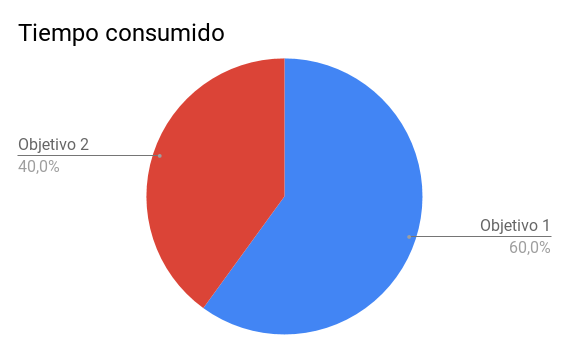 Tiempo consumido
Objetivo 2
40,0%
Objetivo 1
60,0%